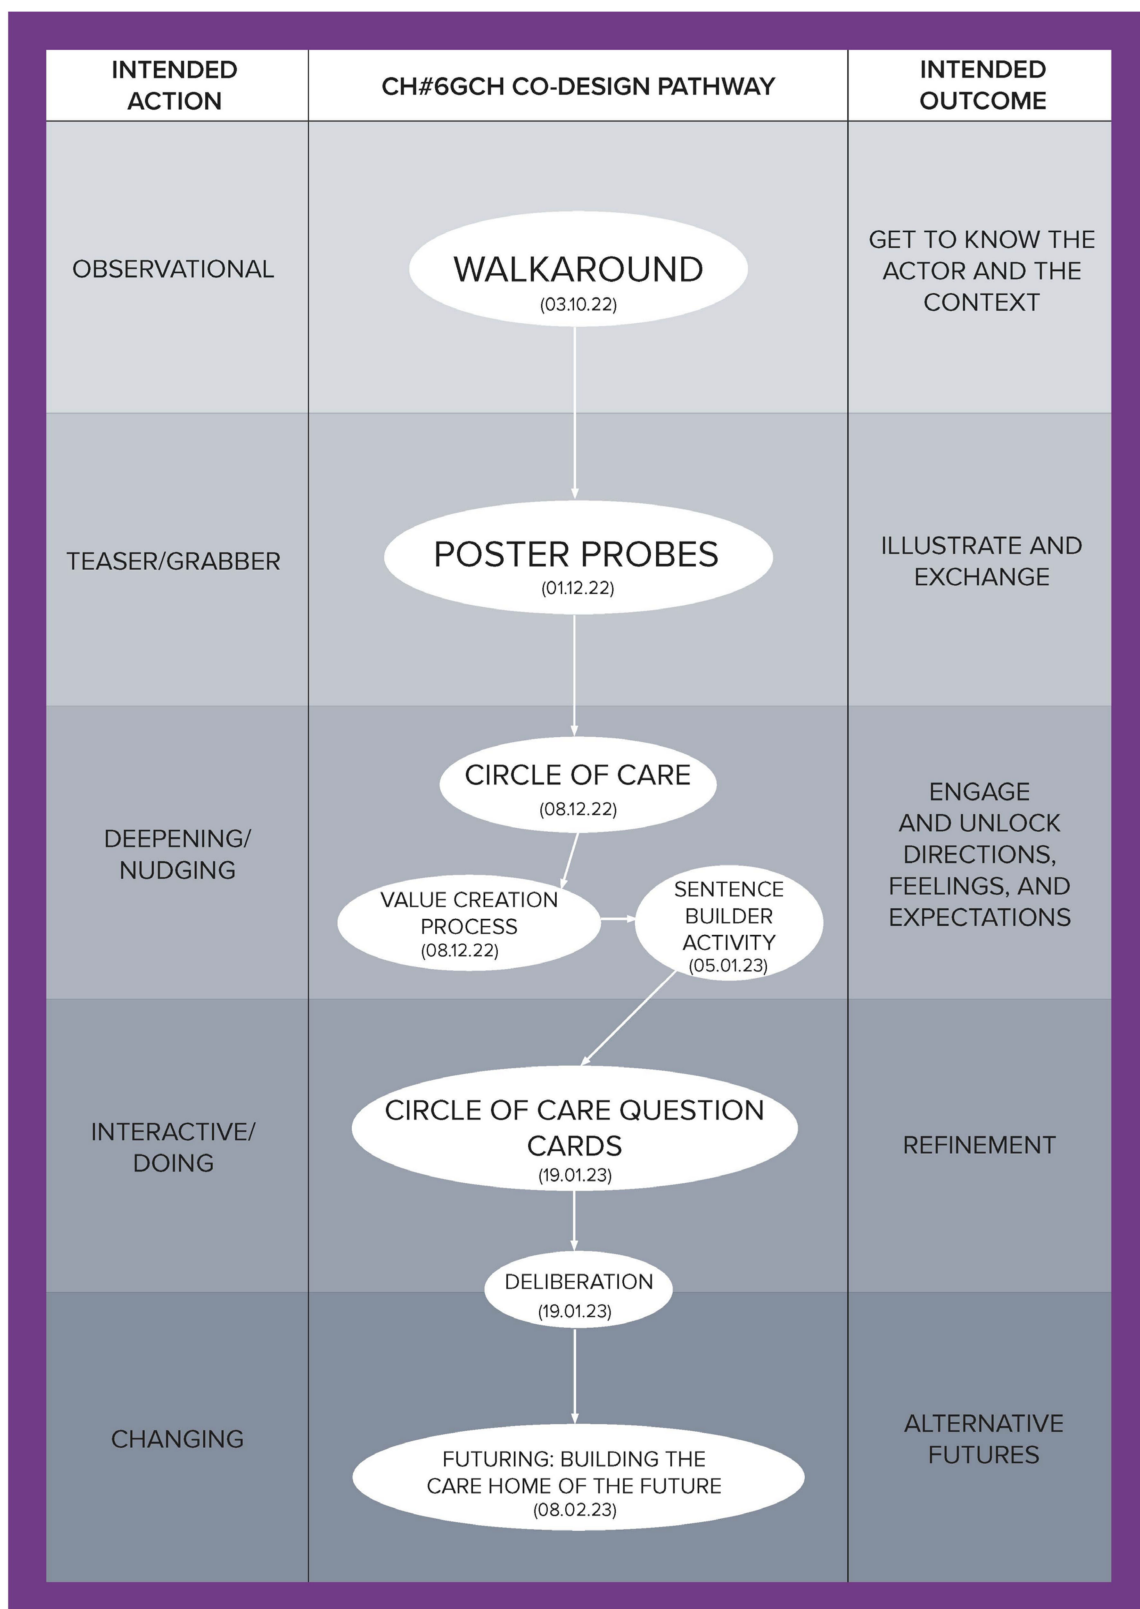 INTENDED
ACTION
CH#6GCH CO-DESIGN PATHWAY
INTENDED
OUTCOME
OBSERVATIONAL
WALKAROUND
(03.10.22)
GET TO KNOW THE
ACTOR AND THE
CONTEXT
TEASER/GRABBER
POSTER PROBES
(01.12.22)
ILLUSTRATE AND
EXCHANGE
DEEPENING/
NUDGING
CIRCLE OF CARE
(08.12.22)
VALUE CREATION
PROCESS
(08.12.22)
SENTENCE
BUILDER
ACTIVITY
(05.01.23)
ENGAGE
AND UNLOCK
DIRECTIONS,
FEELINGS, AND
EXPECTATIONS
INTERACTIVE/
DOING
CIRCLE OF CARE QUESTION
CARDS
(19.01.23)
REFINEMENT
DELIBERATION
(19.01.23)
CHANGING
FUTURING: BUILDING THE
CARE HOME OF THE FUTURE
(08.02.23)
ALTERNATIVE
FUTURES